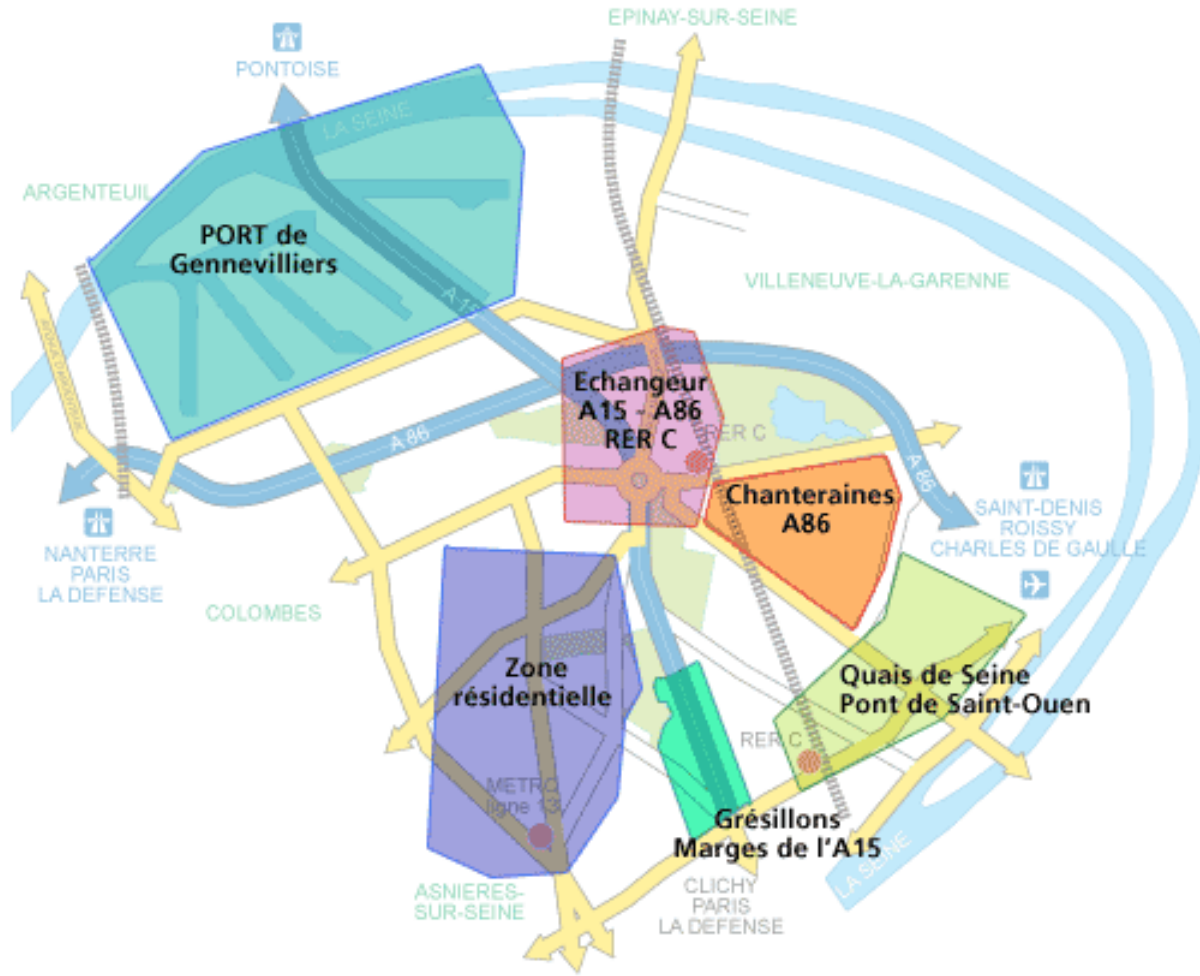 EPINAY-SUR-SEINE
PONTOISE
LA SEINE
ARGENTEUIL
PORT de
Gennevilliers
A 15
VILLENEUVE-LA-GARENNE
Echangeur
A15 - A86
RER C
RER C
A 86
A 86
Chanteraines
A86
SAINT-DENIS
ROISSY
CHARLES DE GAULLE
NANTERRE
PARIS
LA DEFENSE
COLOMBES
Zone
résidentielle
Quais de Seine
Pont de Saint-Ouen
RER C
METRO
ligne 13
Grésillons
Marges de l'A15
LA SEINE
ASNIERES-
SUR-SEINE
CLICHY
PARIS
LA DEFENSE